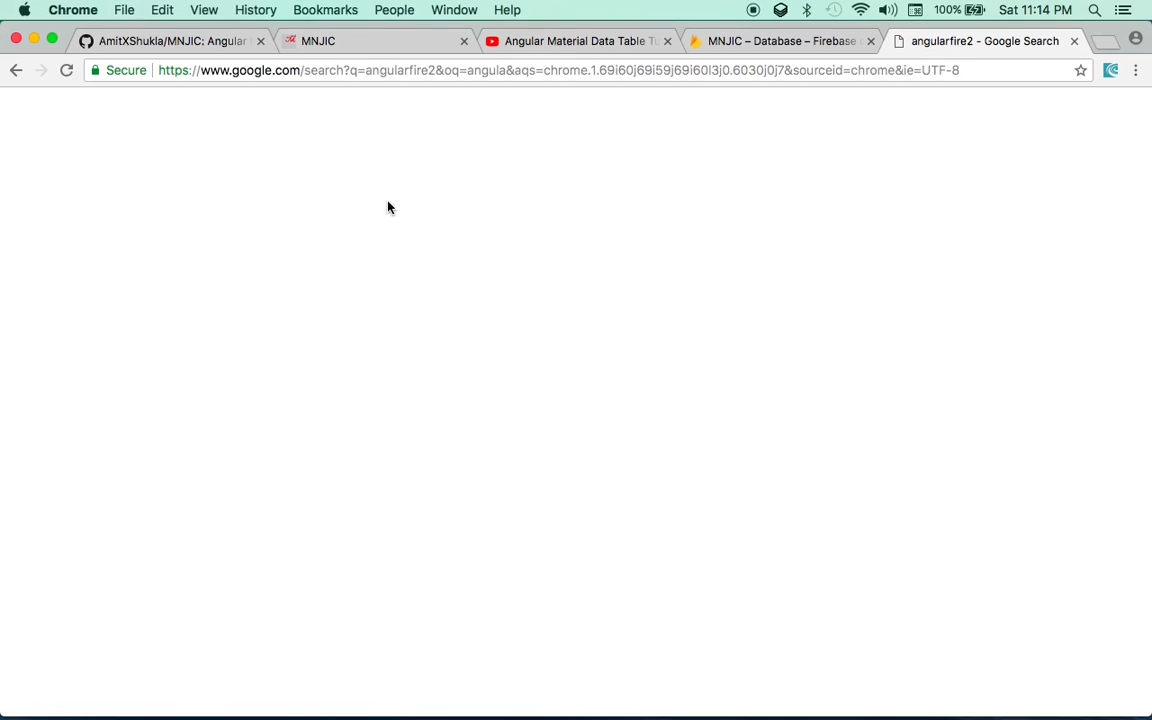 Chrome File Edit View History Bookmarks People Window Help 100% Sat 11:14 PM
AmitXShukla/MNJIC: Angular MNJIC Angular Material Data Table Tu MNJIC – Database – Firebase angularfire2 - Google Search
Secure https://www.google.com/search?q=angularfire2&oq=angula&aqs=chrome.1.69i60j69i59j69i60l3j0.6030j0j7&sourceid=chrome&ie=UTF-8